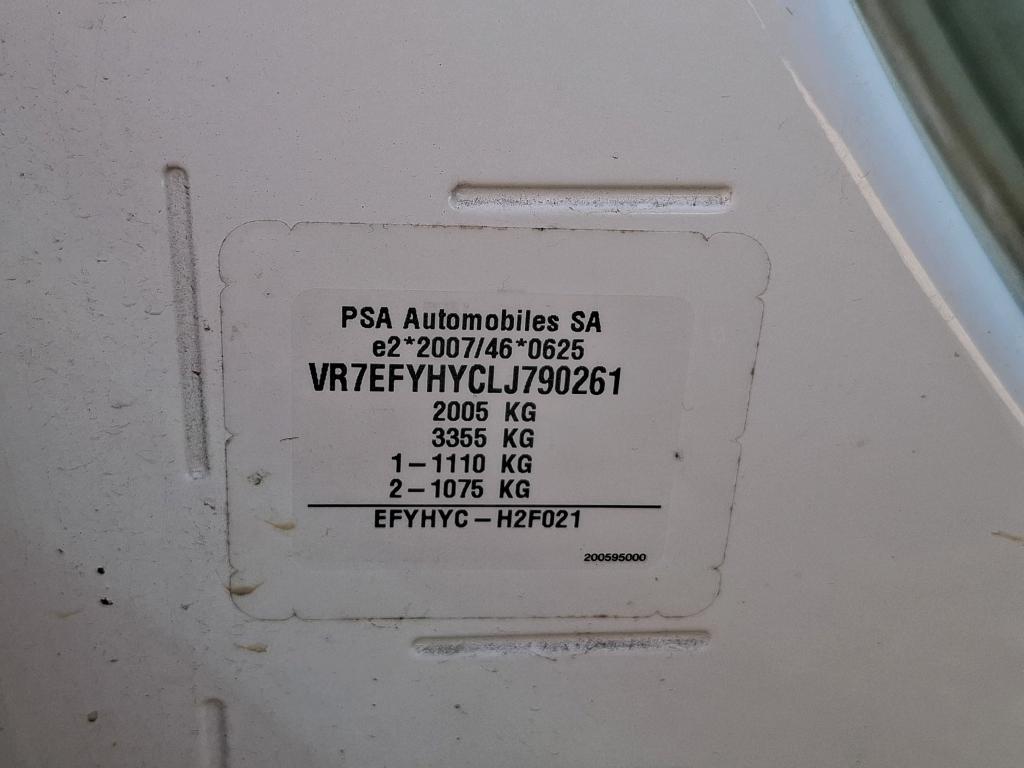 PSA Automobiles SA
e2*2007/46*0625
VR7EFYHYCLJ790261
2005 KG
3355 KG
1-1110 KG
2-1075 KG
EFYHYC-H2F021
200595000